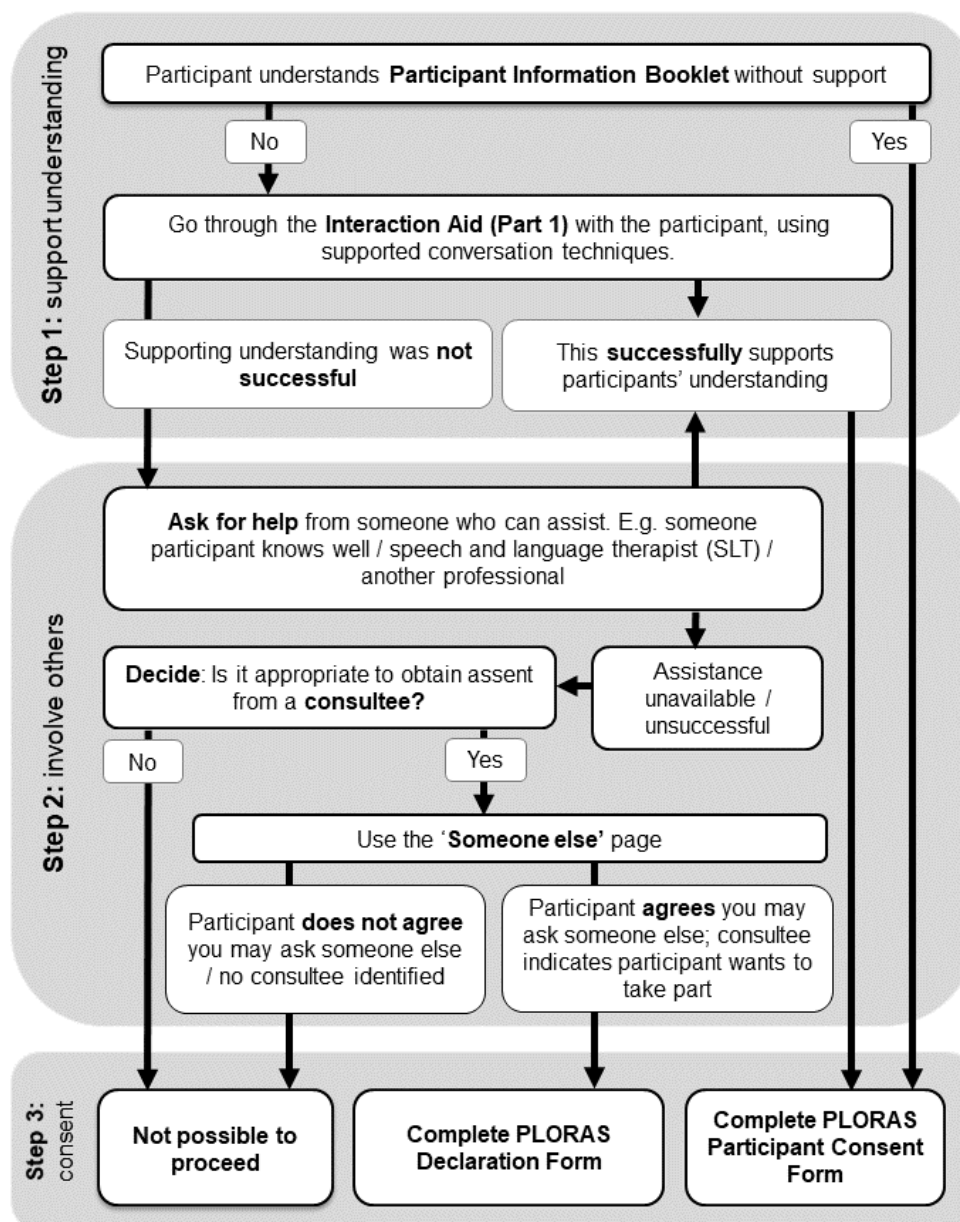 Step 1: support understanding
Participant understands Participant Information Booklet without support
No
Yes
Go through the Interaction Aid (Part 1) with the participant, using
supported conversation techniques.
Supporting understanding was not
successful
This successfully supports
participants’ understanding
Step 2: involve others
Ask for help from someone who can assist. E.g. someone
participant knows well / speech and language therapist (SLT) /
another professional
Decide: Is it appropriate to obtain assent
from a consultee?
Assistance
unavailable /
unsuccessful
No
Yes
Use the ‘Someone else’ page
Participant does not agree
you may ask someone else
/ no consultee identified
Participant agrees you may
ask someone else; consultee
indicates participant wants to
take part
Step 3:
consent
Not possible to
proceed
Complete PLORAS
Declaration Form
Complete PLORAS
Participant Consent
Form